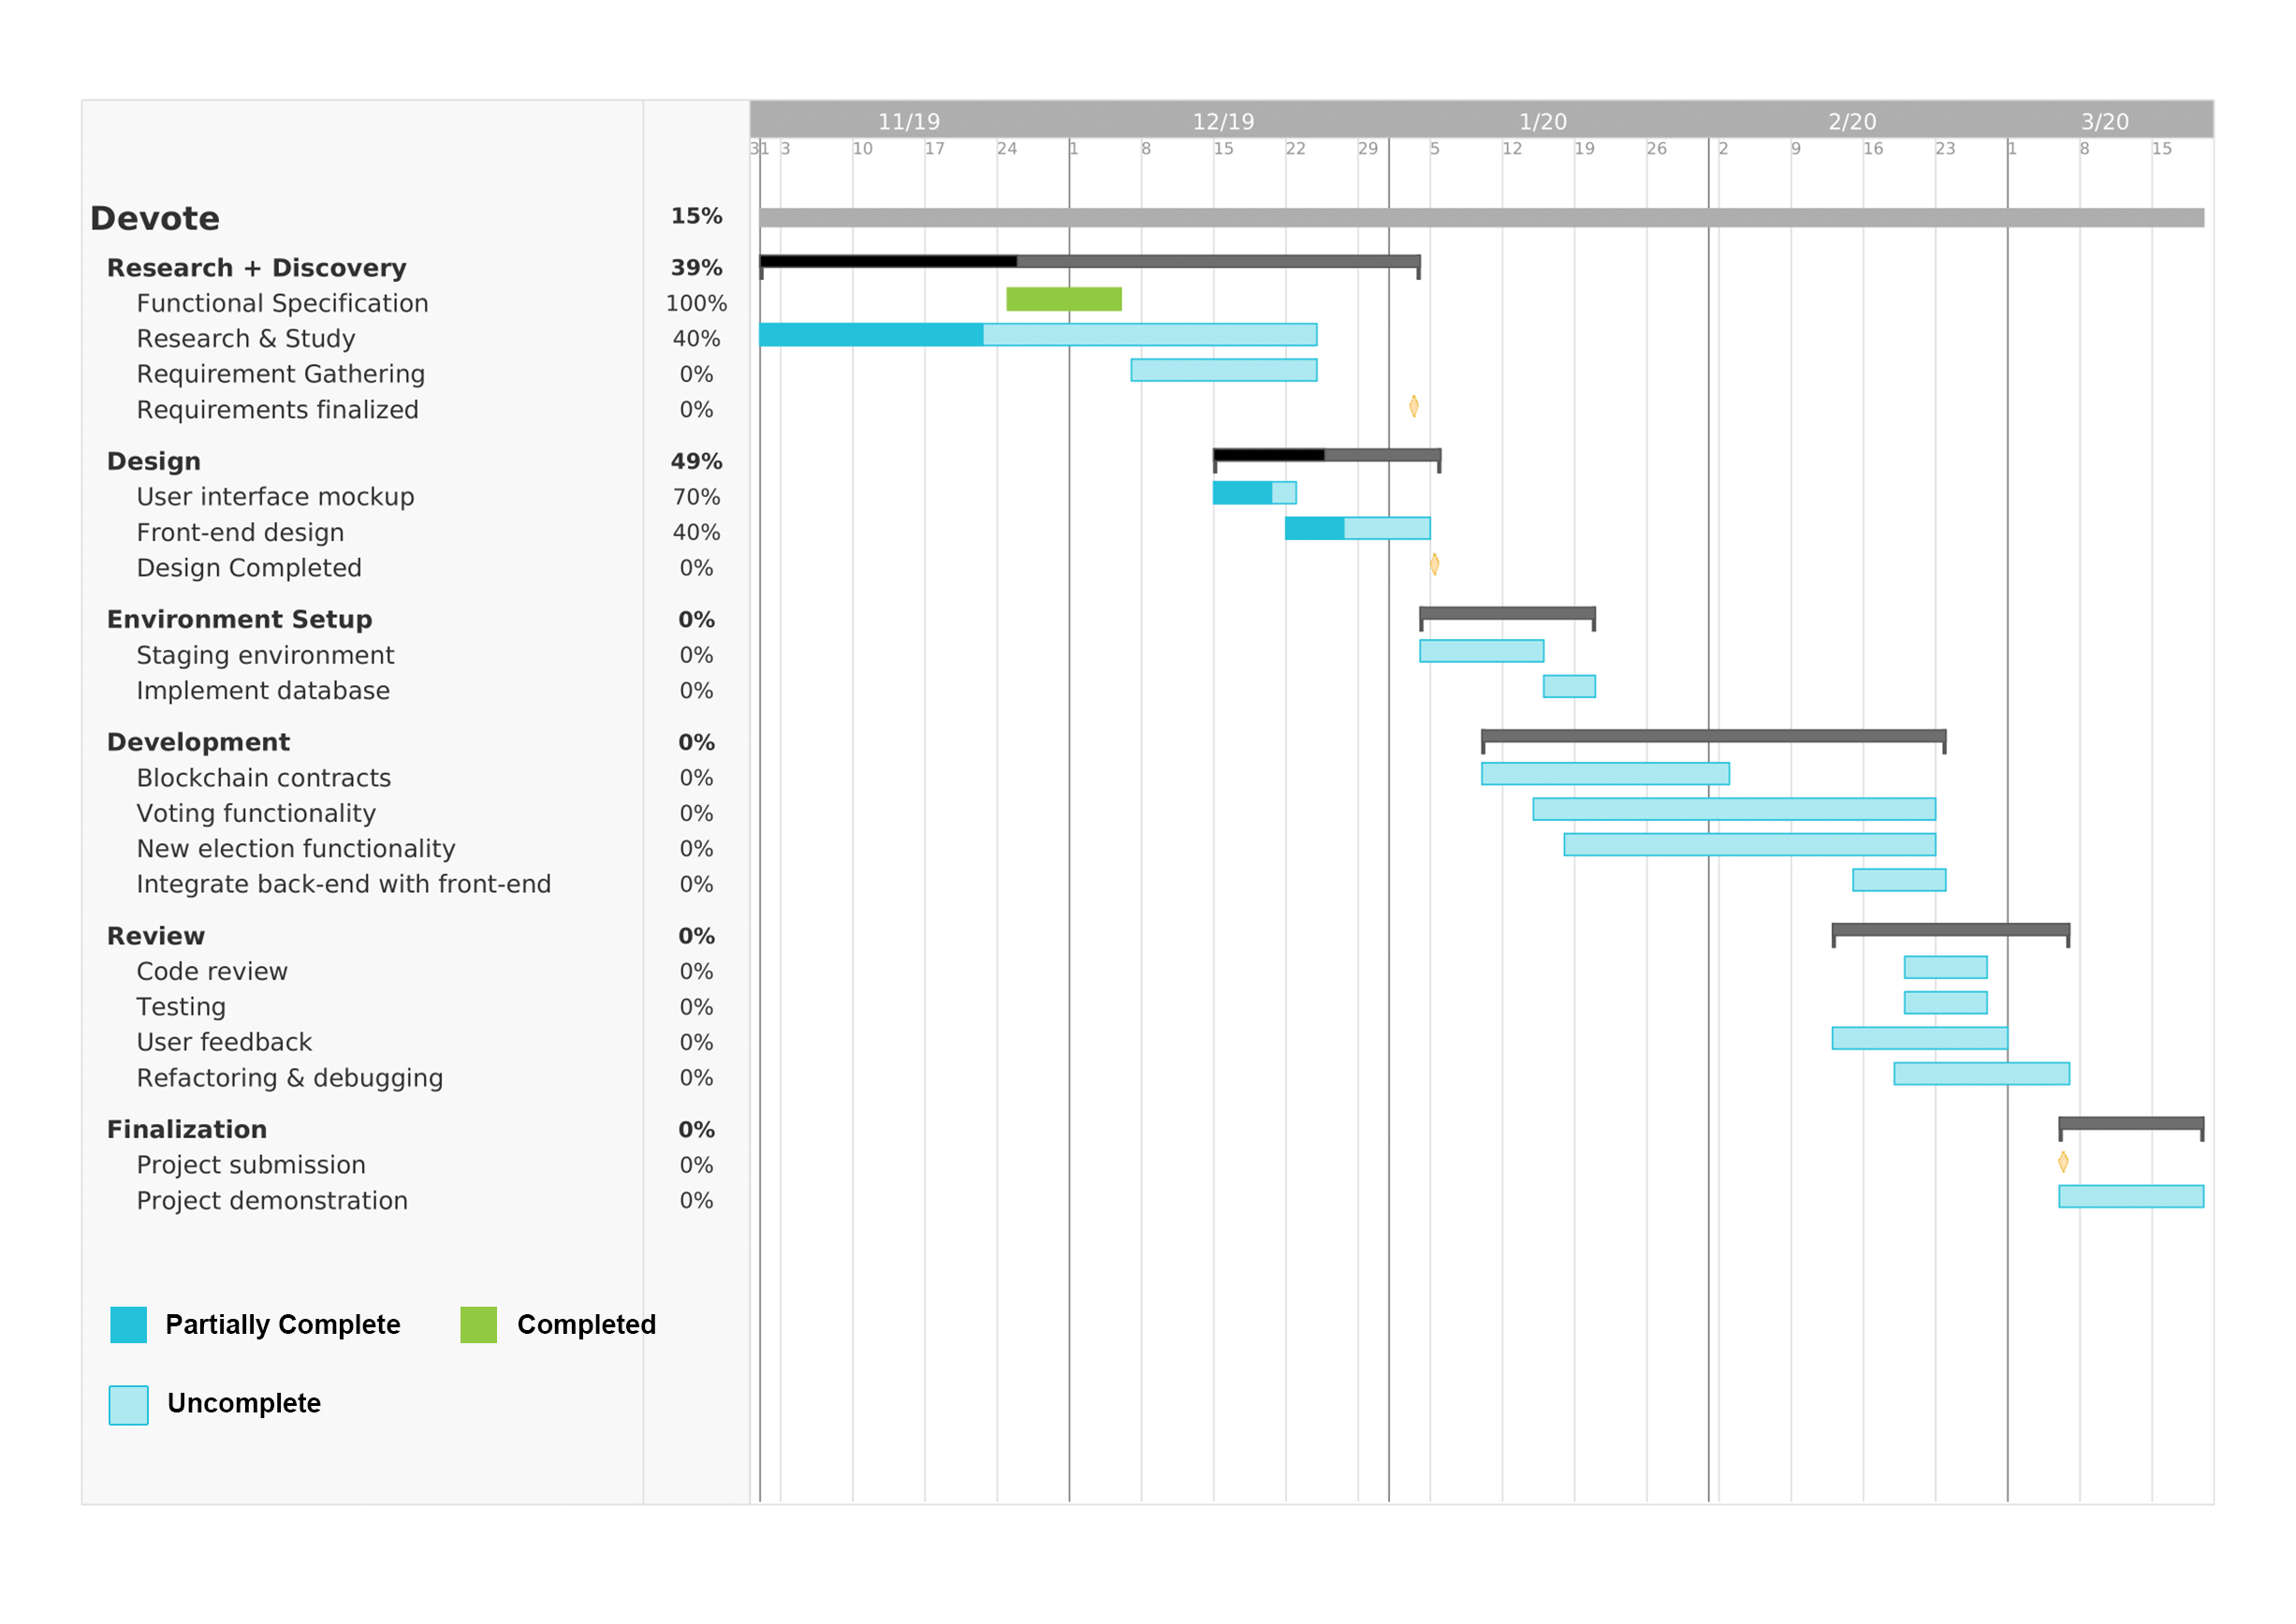 11/19 12/19 1/20 2/20 3/20
31 3 10 17 24 1 8 15 22 29 5 12 19 26 2 9 16 23 1 8 15
Devote 15%
Research + Discovery 39%
Functional Specification 100%
Research & Study 40%
Requirement Gathering 0%
Requirements finalized 0%
Design 49%
User interface mockup 70%
Front-end design 40%
Design Completed 0%
Environment Setup 0%
Staging environment 0%
Implement database 0%
Development 0%
Blockchain contracts 0%
Voting functionality 0%
New election functionality 0%
Integrate back-end with front-end 0%
Review 0%
Code review 0%
Testing 0%
User feedback 0%
Refactoring & debugging 0%
Finalization 0%
Project submission 0%
Project demonstration 0%
Partially Complete Completed
Uncomplete